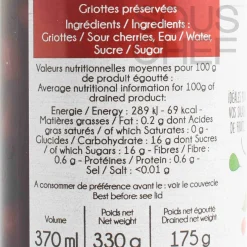 Griottes préservées
Ingrédients / Ingredients :
Griottes / Sour cherries, Eau / Water,
Sucre / Sugar
Valeurs nutritionnelles moyennes pour 100 g
de produit égoutté :
Average nutritional information for 100g of
drained product:
Energie / Energy : 289 kJ - 69 kcal -
Matières grasses / Fat : 0.2 g dont Acides
gras saturés / of which Saturates : 0 g -
Glucides / Carbohydrate : 16 g dont Sucres
/ of which Sugars : 16 g - Fibres / Fibre :
0.6 g - Protéines / Protein : 0.6 g -
Sel / Salt : <0.01 g
A consommer de préférence avant le : voir le couvercle
Best before: see lid
Volume
370 ml
Poids net
Net weight
330 g
Poids net égoutté
Drained net weight
175 g